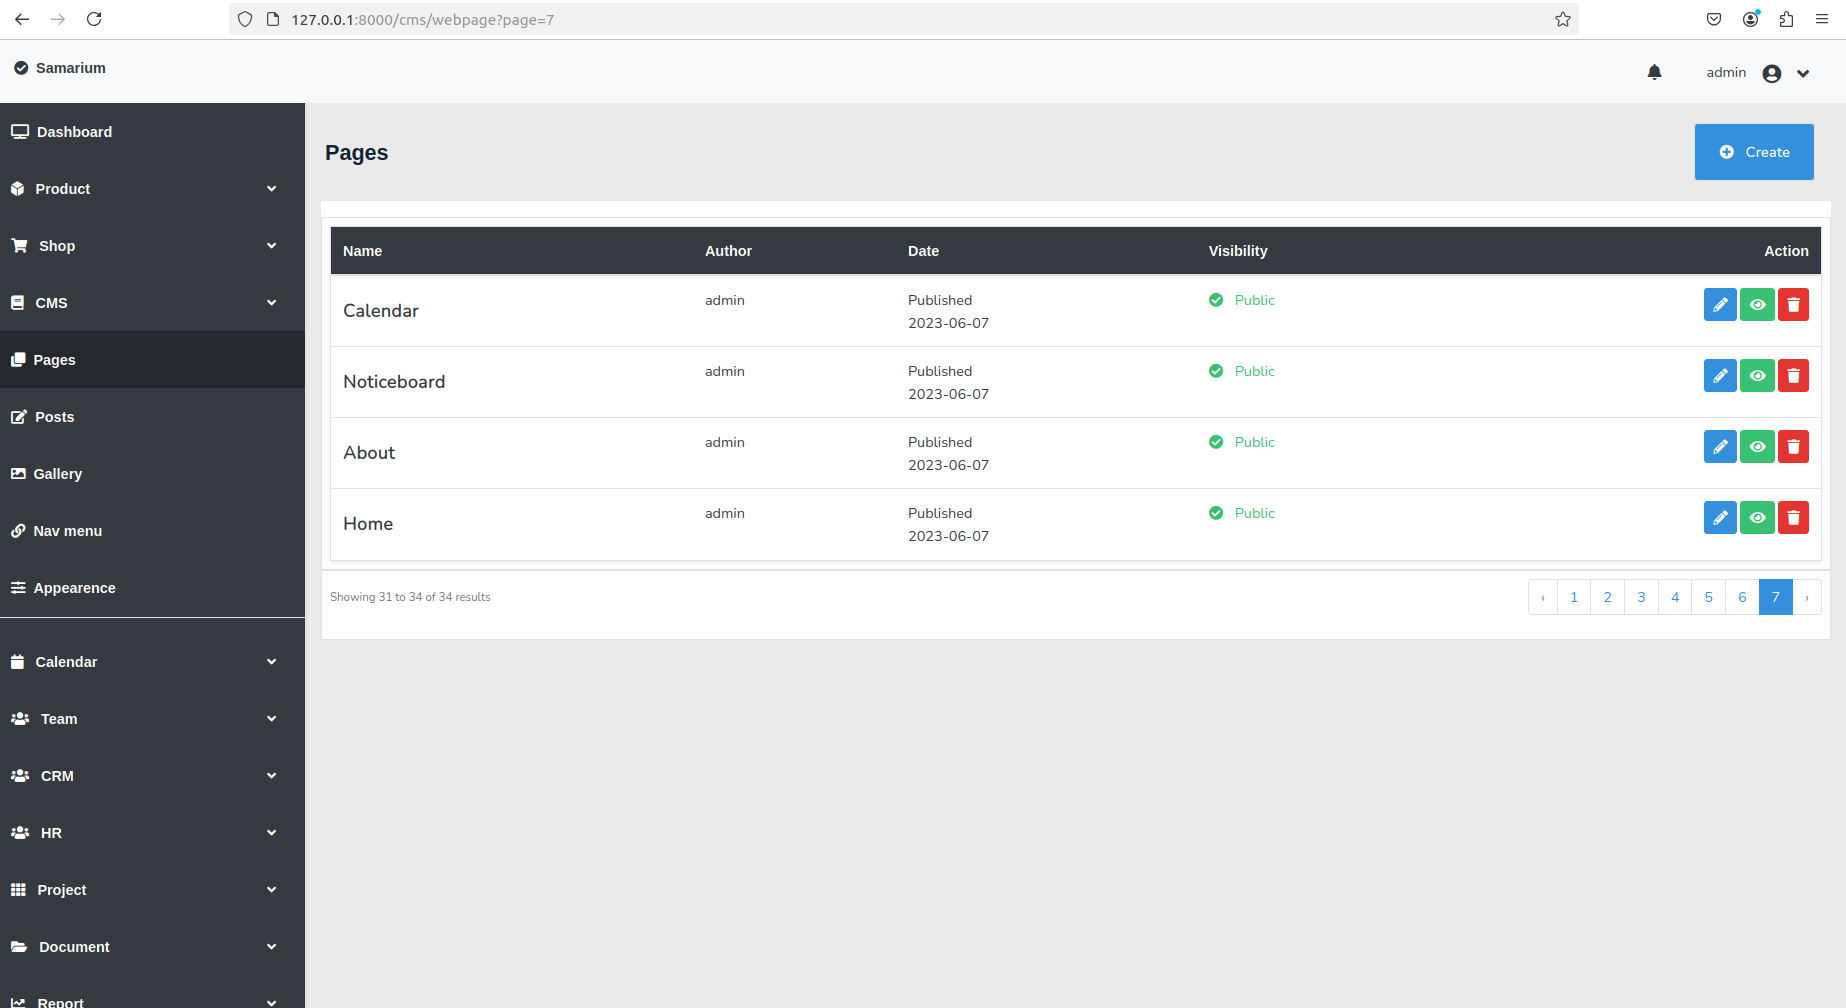 127.0.0.1:8000/cms/webpage?page=7
Samarium
admin
Dashboard
Product
Shop
CMS
Pages
Posts
Gallery
Nav menu
Appearence
Calendar
Team
CRM
HR
Project
Document
Report
Pages
Create
Name Author Date Visibility Action
Calendar admin Published Public
2023-06-07
Noticeboard admin Published Public
2023-06-07
About admin Published Public
2023-06-07
Home admin Published Public
2023-06-07
Showing 31 to 34 of 34 results
‹ 1 2 3 4 5 6 7 ›